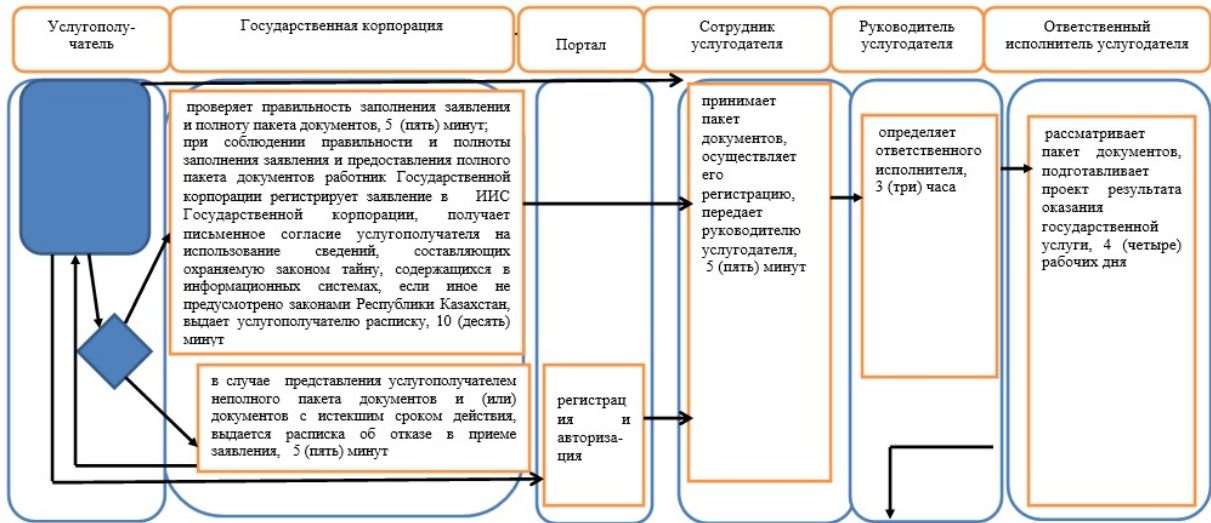 Услугополу-
чатель
Государственная корпорация
.
Портал
Сотрудник
услугодателя
Руководитель
услугодателя
Ответственный
исполнитель услугодателя
проверяет правильность заполнения заявления
и полноту пакета документов, 5 (пять) минут;
при соблюдении правильности и полноты
заполнения заявления и предоставления полного
пакета документов работник Государственной
корпорации регистрирует заявление в ИИС
Государственной корпорации, получает
письменное согласие услугополучателя на
использование сведений, составляющих
охраняемую законом тайну, содержащихся в
информационных системах, если иное не
предусмотрено законами Республики Казахстан,
выдает услугополучателю расписку, 10 (десять)
минут
в случае представления услугополучателем
неполного пакета документов и (или)
документов с истекшим сроком действия,
выдается расписка об отказе в приеме
заявления, 5 (пять) минут
регистрац
ия и
авториза-
ция
принимает
пакет
документов,
осуществляет
его
регистрацию,
передает
руководителю
услугодателя,
5 (пять) минут
определяет
ответственного
исполнителя,
3 (три) часа
рассматривает
пакет документов,
подготавливает
проект результата
оказания
государственной
услуги, 4 (четыре)
рабочих дня